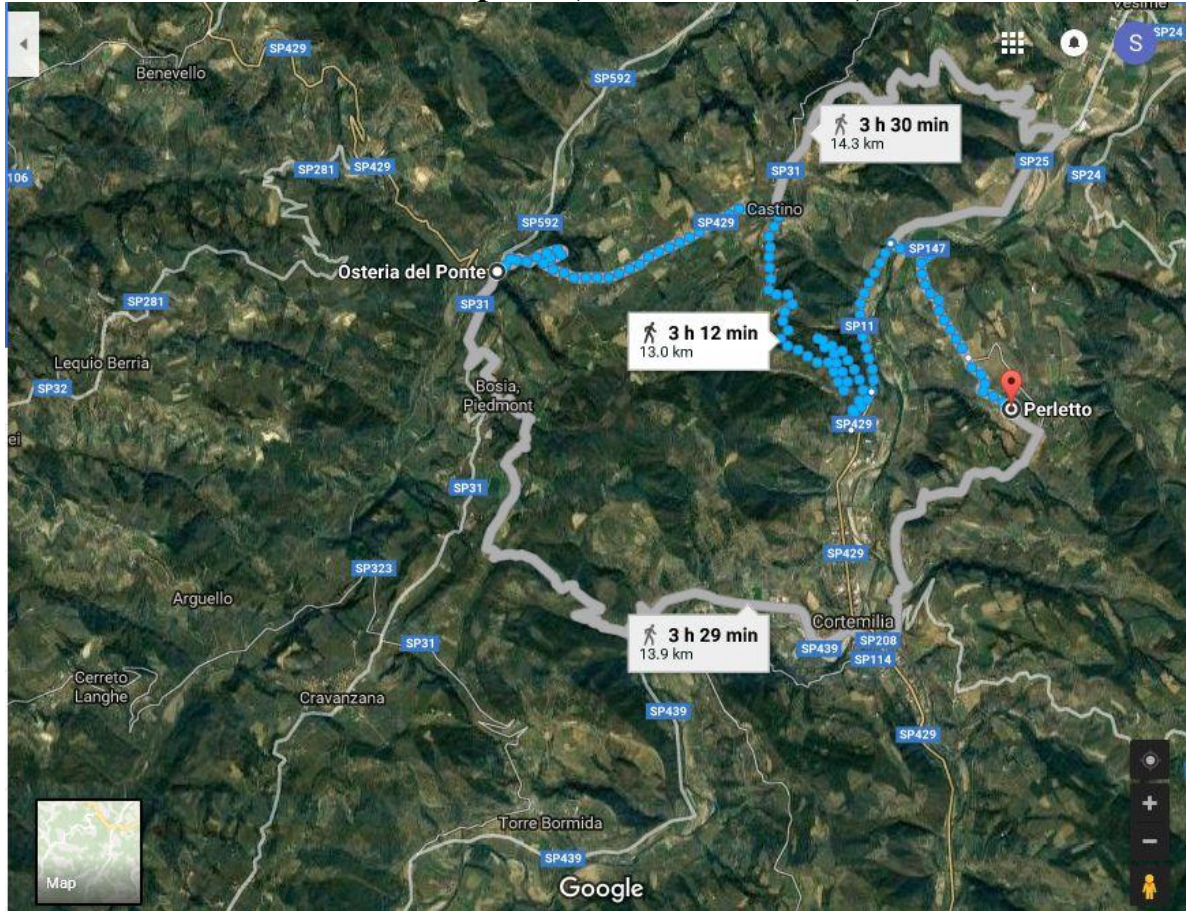 Vesime
SP429
SP24
S
Benevello
SP592
3 h 30 min
14.3 km
SP25
SP281
SP429
SP31
SP24
106
Castino
SP592
SP429
SP147
Osteria del Ponte
SP281
SP31
3 h 12 min
13.0 km
SP11
Lequio Berria
SP32
Bosia,
Piedmont
Perletto
SP429
ei
SP31
SP429
SP323
Arguello
Cortemilia
3 h 29 min
13.9 km
SP439
SP208
SP114
SP31
Cerreto
Langhe
Cravanzana
SP439
SP429
Torre Bormida
SP439
Map
Google